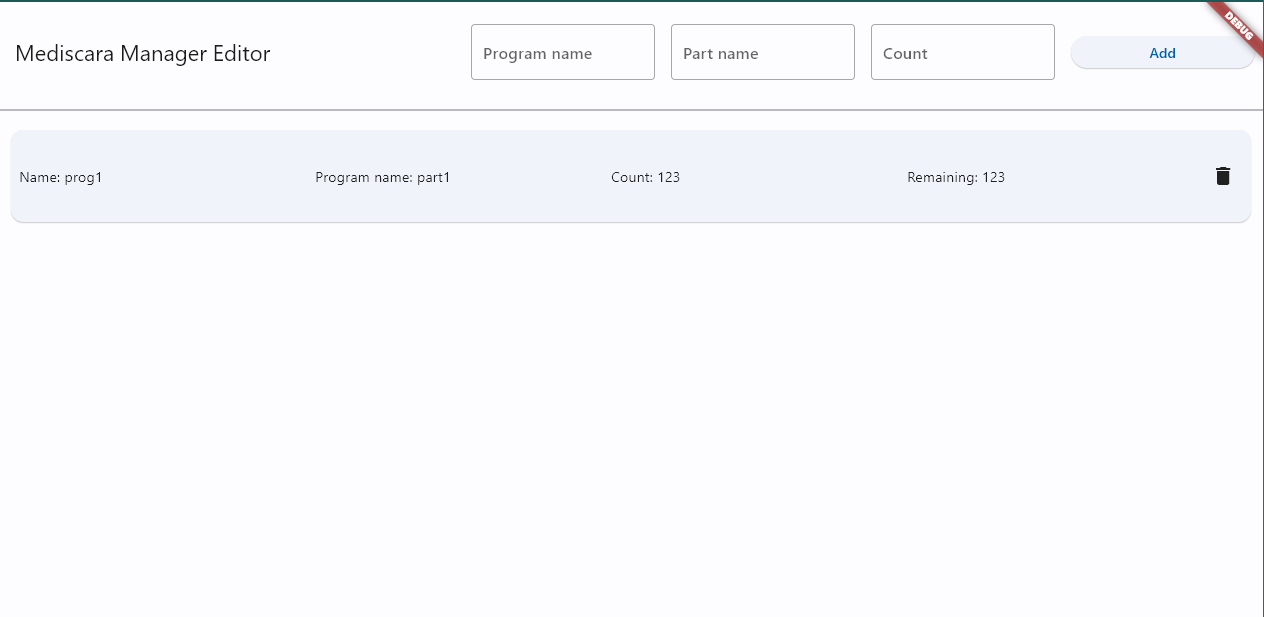 Mediscara Manager Editor
Program name
Part name
Count
Add
DEBUG
Name: prog1
Program name: part1
Count: 123
Remaining: 123